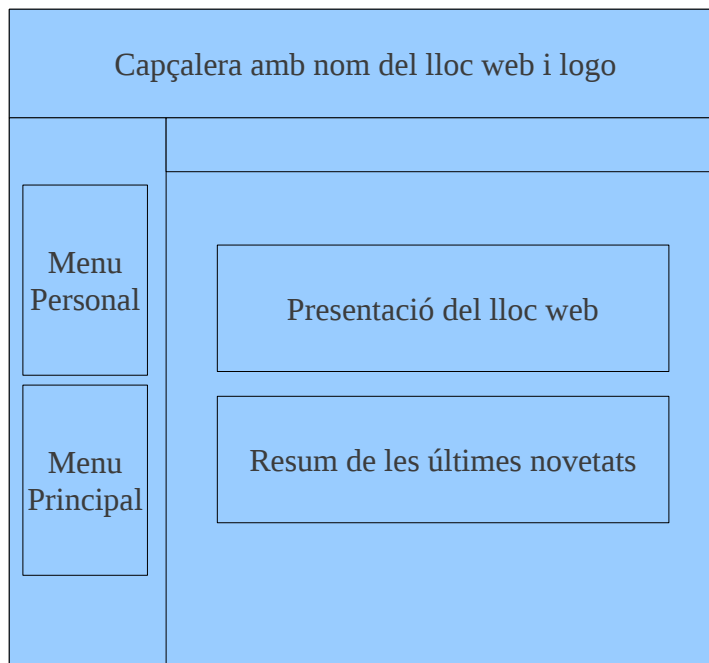 Capçalera amb nom del lloc web i logo
Menu
Personal
Presentació del lloc web
Menu
Principal
Resum de les últimes novetats